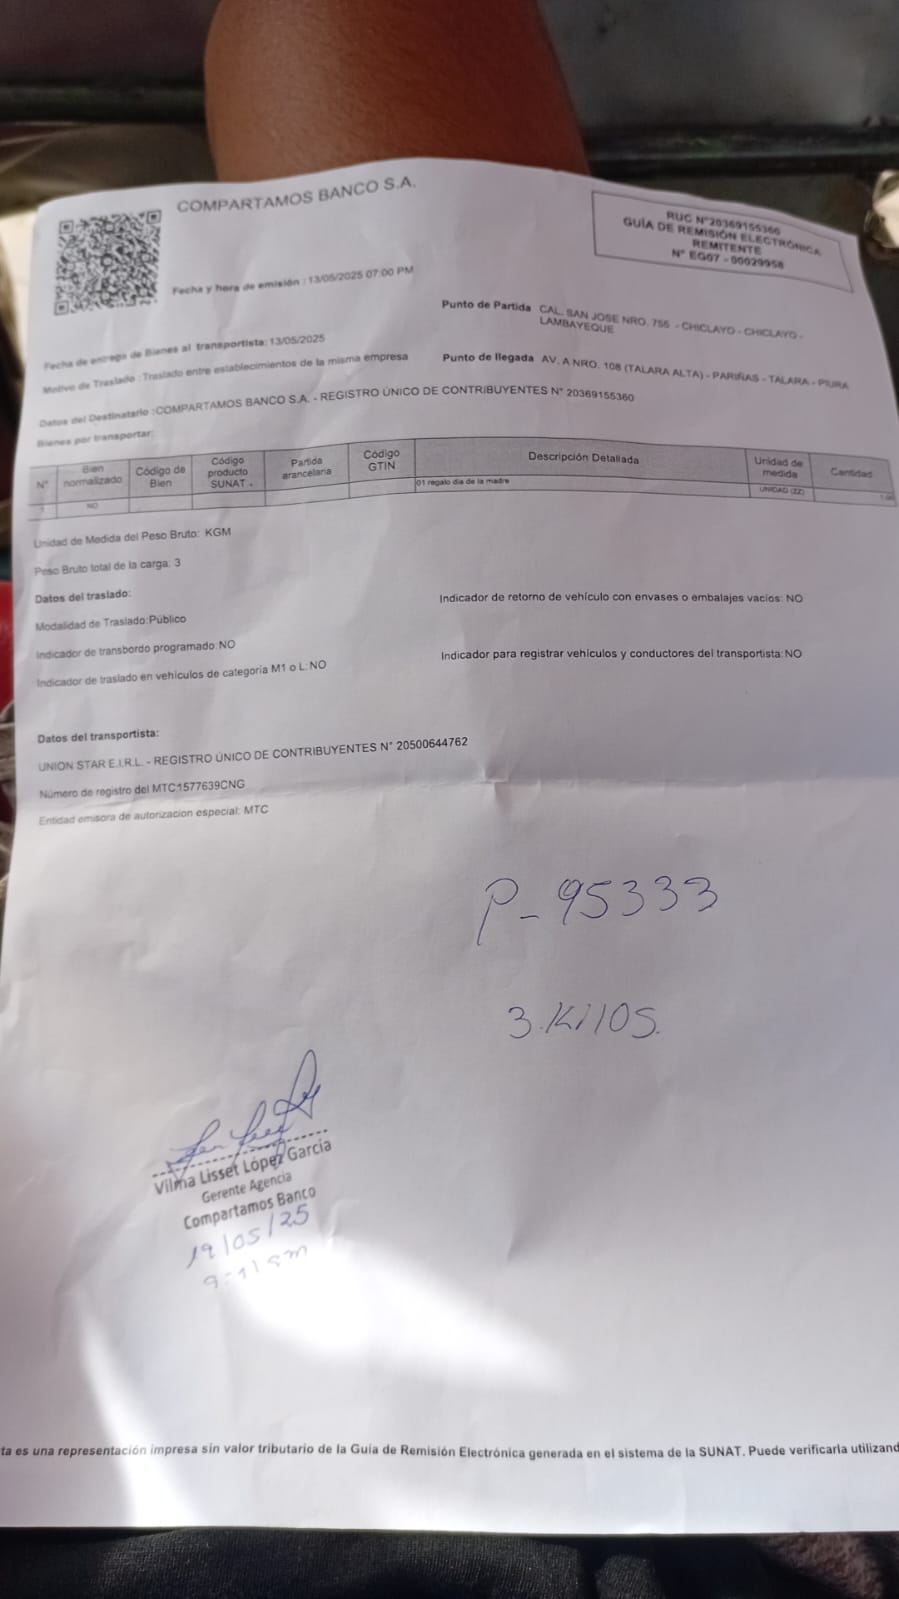 COMPARTAMOS BANCO S.A.
RUC N°20369155360
GUÍA DE REMISIÓN ELECTRÓNICA
REMITENTE
N° EG07 - 00029958
Fecha y hora de emisión : 13/05/2025 07:00 PM
Punto de Partida CAL. SAN JOSE NRO. 755 - CHICLAYO - CHICLAYO -
LAMBAYEQUE
Fecha de entrega de Bienes al transportista: 13/05/2025
Motivo de Traslado : Traslado entre establecimientos de la misma empresa
Punto de llegada AV. A NRO. 108 (TALARA ALTA) - PARIÑAS - TALARA - PIURA
Datos del Destinatario : COMPARTAMOS BANCO S.A. - REGISTRO ÚNICO DE CONTRIBUYENTES N° 20369155360
Bienes por transportar:
N° Bien normalizado Código de Bien Código producto SUNAT Partida arancelaria Código GTIN Descripción Detallada Unidad de medida Cantidad
1 NO 01 regalo dia de la madre UNIDAD (ZZ) 1.00
Unidad de Medida del Peso Bruto: KGM
Peso Bruto total de la carga: 3
Datos del traslado:
Indicador de retorno de vehículo con envases o embalajes vacíos: NO
Modalidad de Traslado: Público
Indicador de transbordo programado: NO
Indicador para registrar vehículos y conductores del transportista: NO
Indicador de traslado en vehículos de categoría M1 o L: NO
Datos del transportista:
UNION STAR E.I.R.L. - REGISTRO ÚNICO DE CONTRIBUYENTES N° 20500644762
Número de registro del MTC1577639CNG
Entidad emisora de autorizacion especial: MTC
P-95333
3.Kilos.
Vilma Lisset López García
Gerente Agencia
Compartamos Banco
19/05/25
ta es una representación impresa sin valor tributario de la Guía de Remisión Electrónica generada en el sistema de la SUNAT. Puede verificarla utilizand